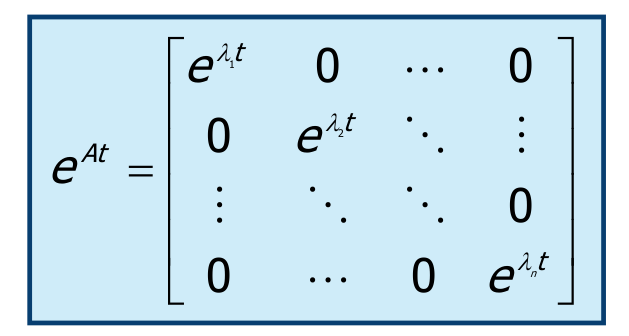 e^{At} = \begin{bmatrix} e^{\lambda_1 t} & 0 & \cdots & 0 \\
0 & e^{\lambda_2 t} & \ddots & \vdots \\
\vdots & \ddots & \ddots & 0 \\
0 & \cdots & 0 & e^{\lambda_n t} \end{bmatrix}